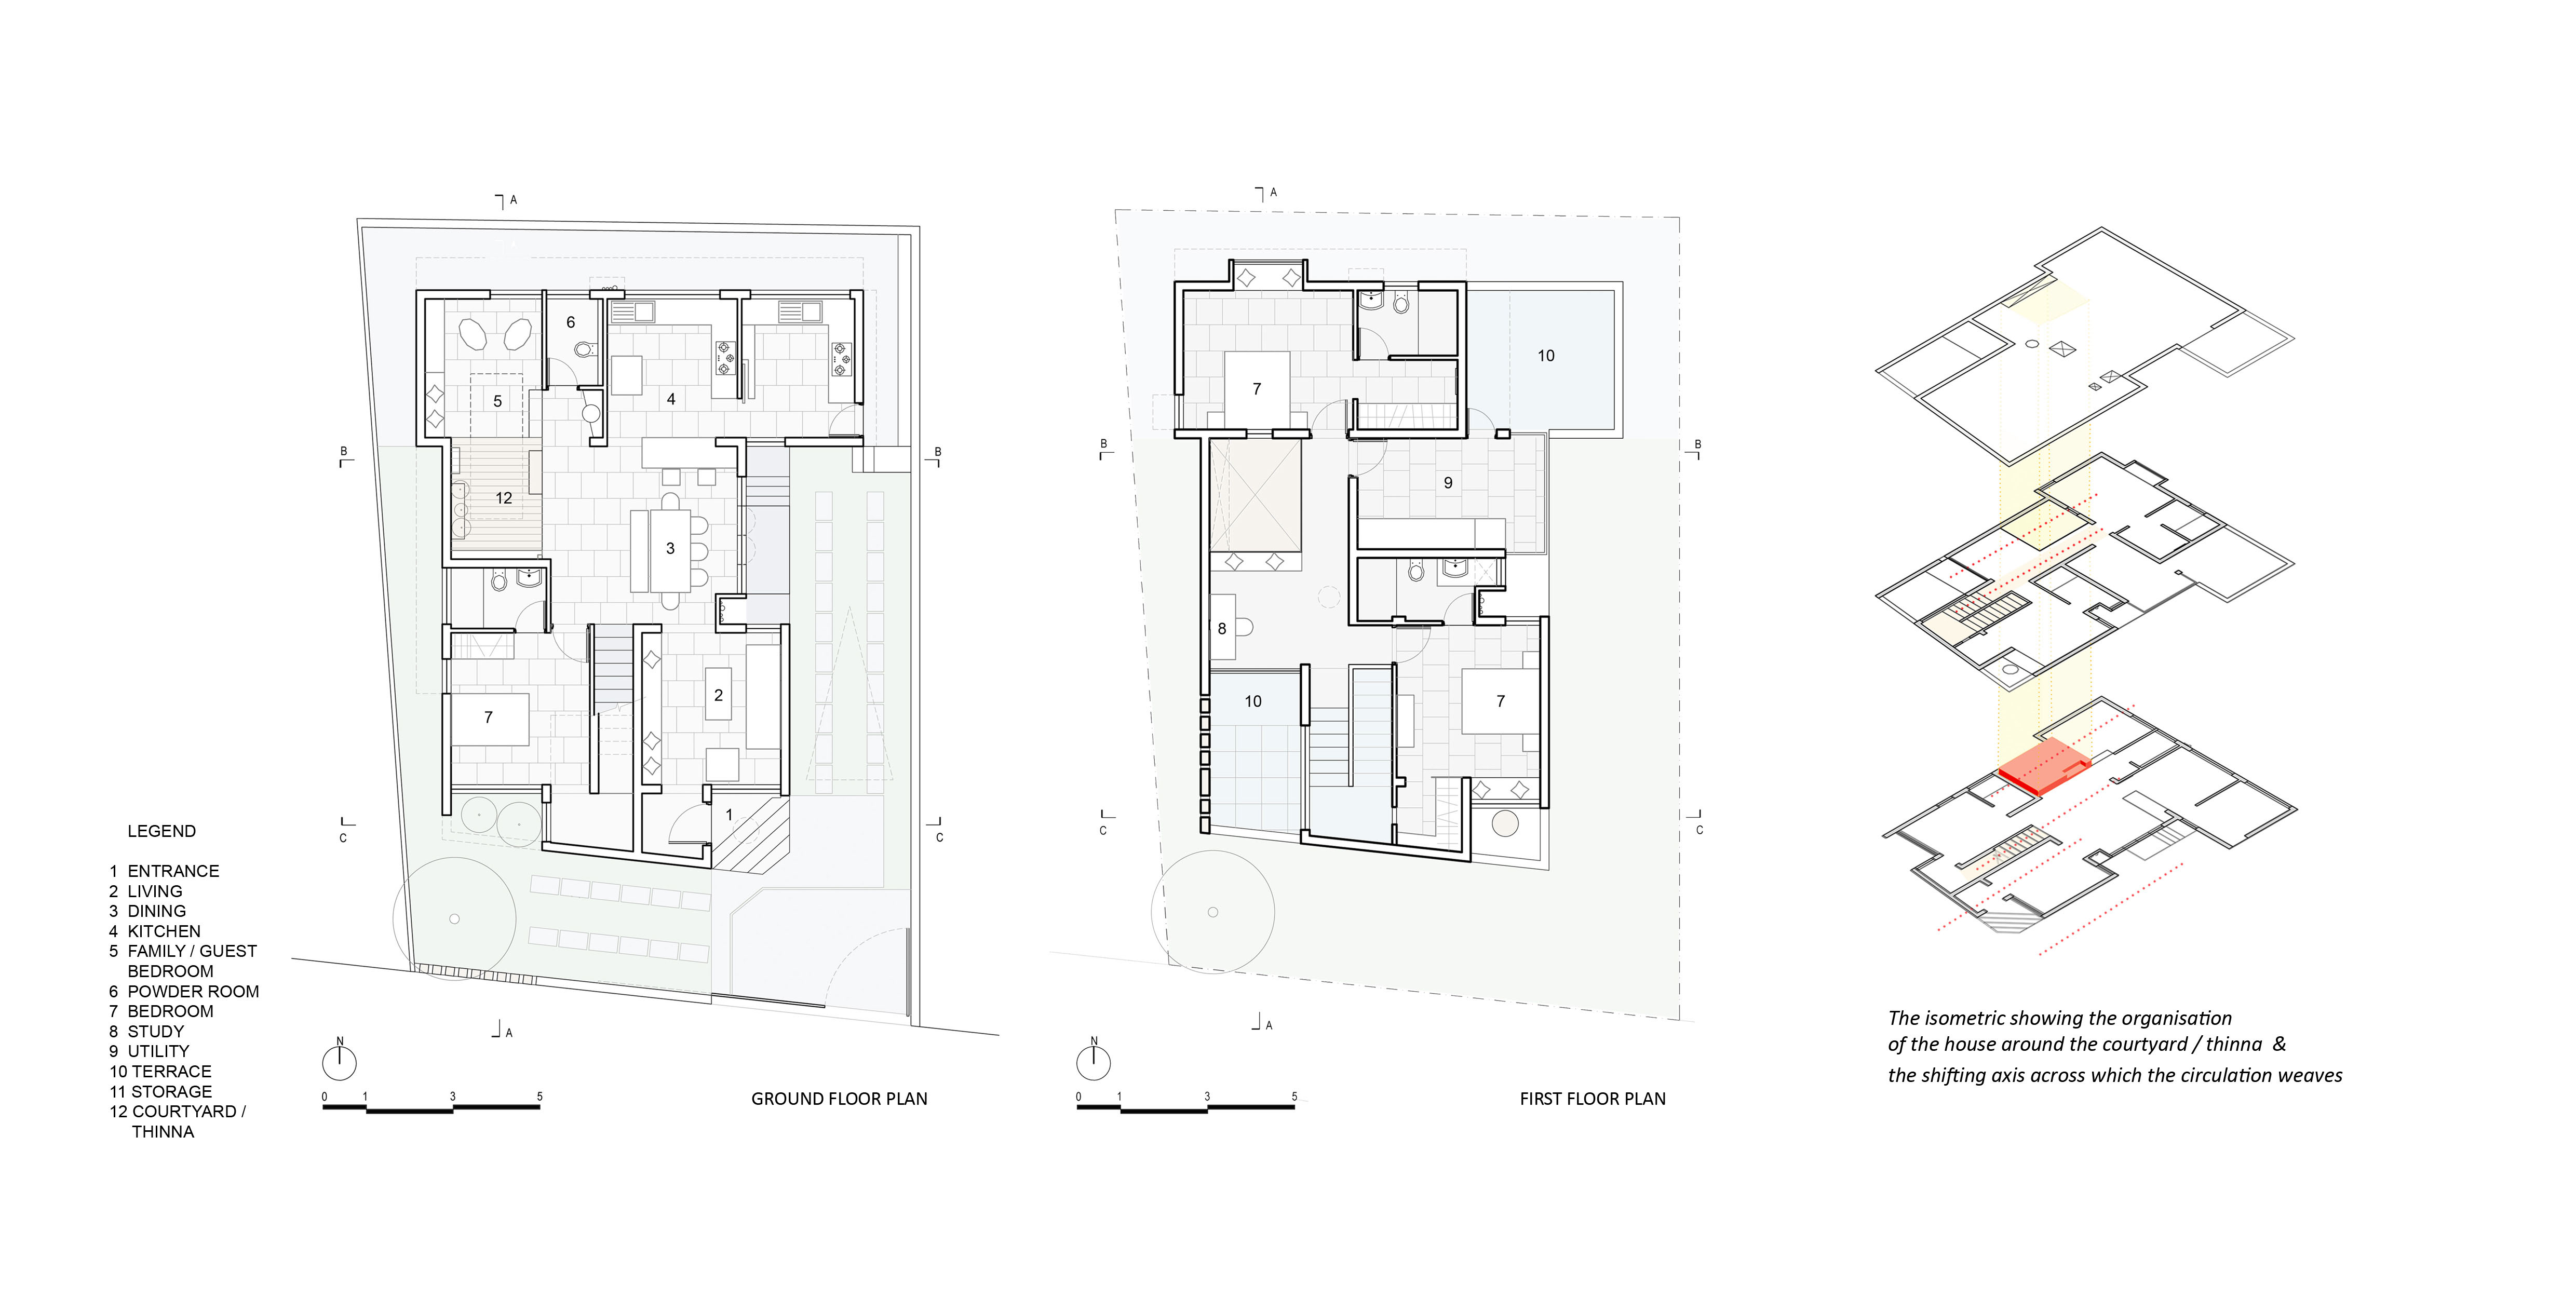 A
6
5
4
B
B
12
3
2
7
1
C
C
A
N
0 1 3 5
GROUND FLOOR PLAN
LEGEND
1 ENTRANCE
2 LIVING
3 DINING
4 KITCHEN
5 FAMILY / GUEST
BEDROOM
6 POWDER ROOM
7 BEDROOM
8 STUDY
9 UTILITY
10 TERRACE
11 STORAGE
12 COURTYARD /
THINNA
A
10
7
B
B
9
8
10
7
C
C
A
N
0 1 3 5
FIRST FLOOR PLAN
The isometric showing the organisation
of the house around the courtyard / thinna &
the shifting axis across which the circulation weaves